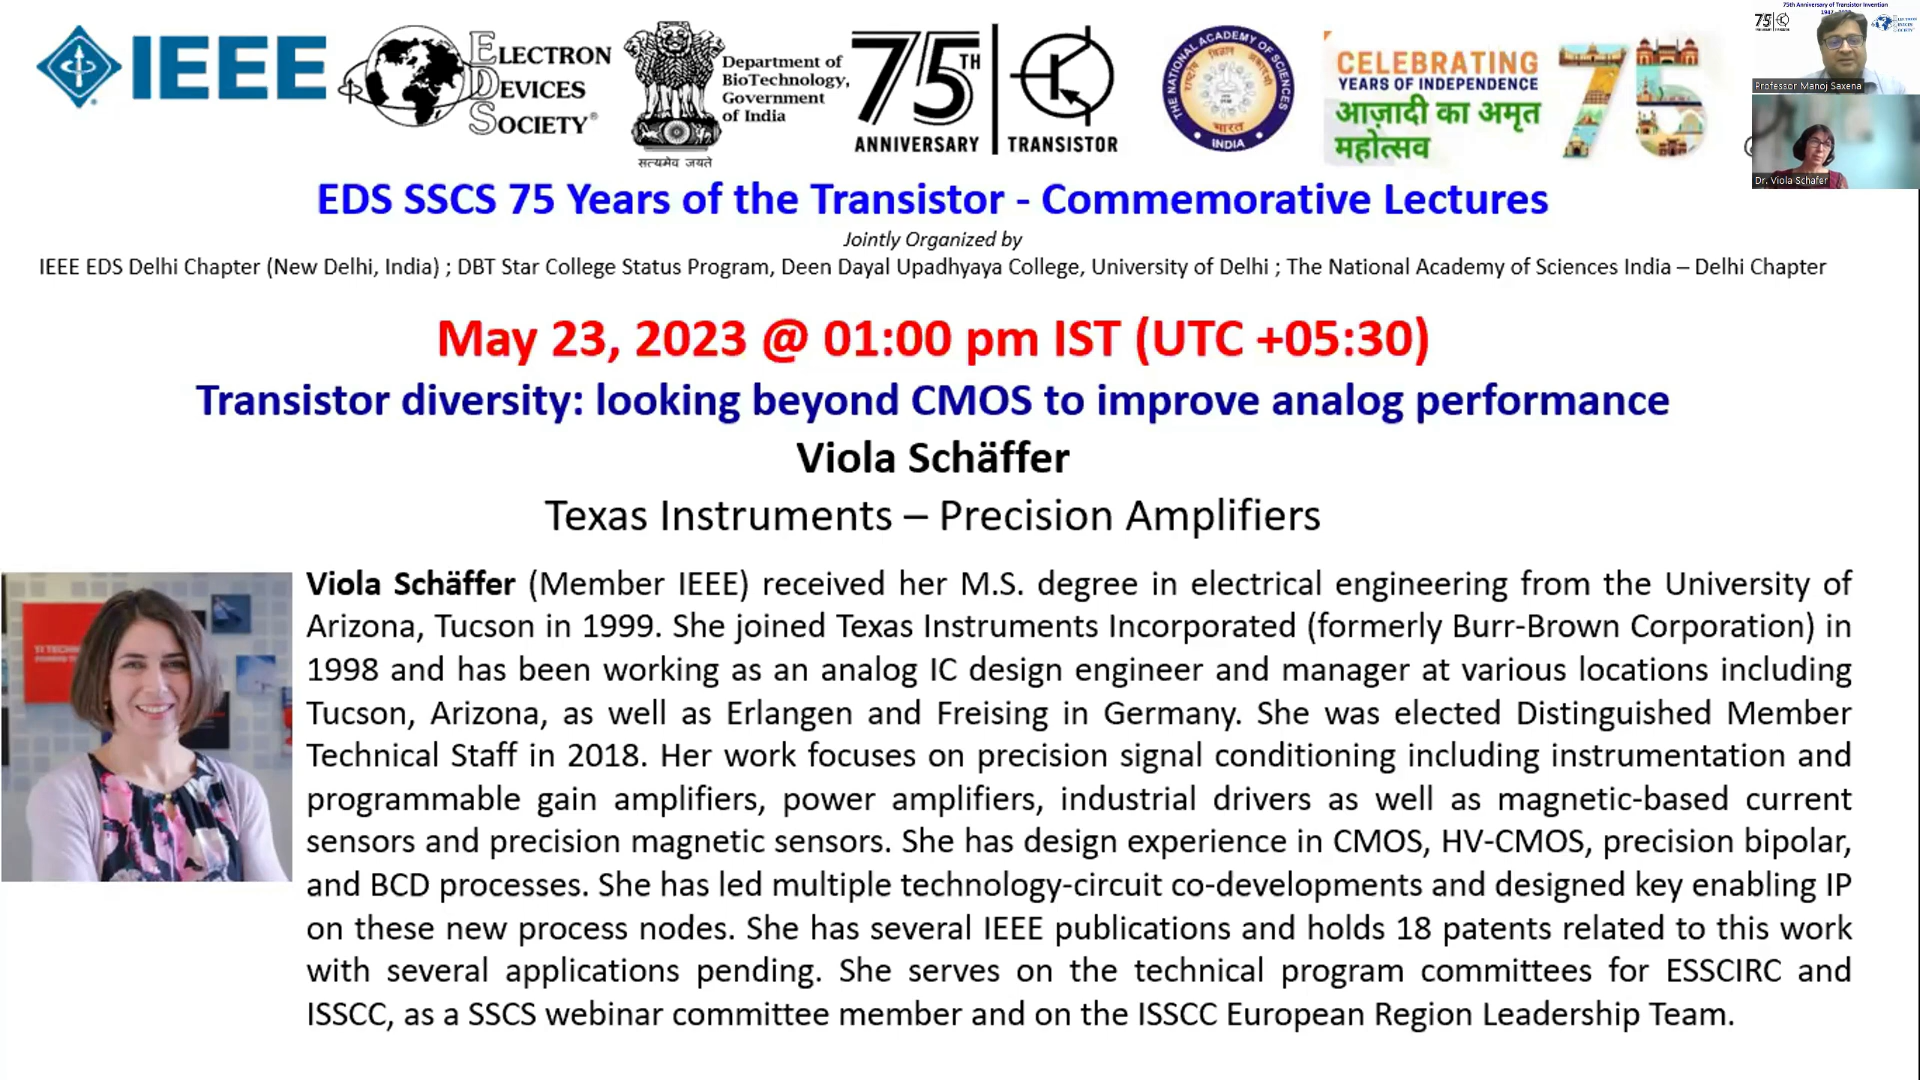 IEEE
ELECTRON
DEVICES
SOCIETY®
सत्यमेव जयते
Department of
BioTechnology,
Government
of India
75TH
ANNIVERSARY
TRANSISTOR
THE NATIONAL ACADEMY OF SCIENCES
INDIA
भारत
CELEBRATING
YEARS OF INDEPENDENCE
आज़ादी का अमृत
महोत्सव
75
75th Anniversary of Transistor Invention
Professor Manoj Saxena
Dr. Viola Schafer
EDS SSCS 75 Years of the Transistor - Commemorative Lectures
Jointly Organized by
IEEE EDS Delhi Chapter (New Delhi, India) ; DBT Star College Status Program, Deen Dayal Upadhyaya College, University of Delhi ; The National Academy of Sciences India – Delhi Chapter
May 23, 2023 @ 01:00 pm IST (UTC +05:30)
Transistor diversity: looking beyond CMOS to improve analog performance
Viola Schäffer
Texas Instruments – Precision Amplifiers
Viola Schäffer (Member IEEE) received her M.S. degree in electrical engineering from the University of
Arizona, Tucson in 1999. She joined Texas Instruments Incorporated (formerly Burr-Brown Corporation) in
1998 and has been working as an analog IC design engineer and manager at various locations including
Tucson, Arizona, as well as Erlangen and Freising in Germany. She was elected Distinguished Member
Technical Staff in 2018. Her work focuses on precision signal conditioning including instrumentation and
programmable gain amplifiers, power amplifiers, industrial drivers as well as magnetic-based current
sensors and precision magnetic sensors. She has design experience in CMOS, HV-CMOS, precision bipolar,
and BCD processes. She has led multiple technology-circuit co-developments and designed key enabling IP
on these new process nodes. She has several IEEE publications and holds 18 patents related to this work
with several applications pending. She serves on the technical program committees for ESSCIRC and
ISSCC, as a SSCS webinar committee member and on the ISSCC European Region Leadership Team.